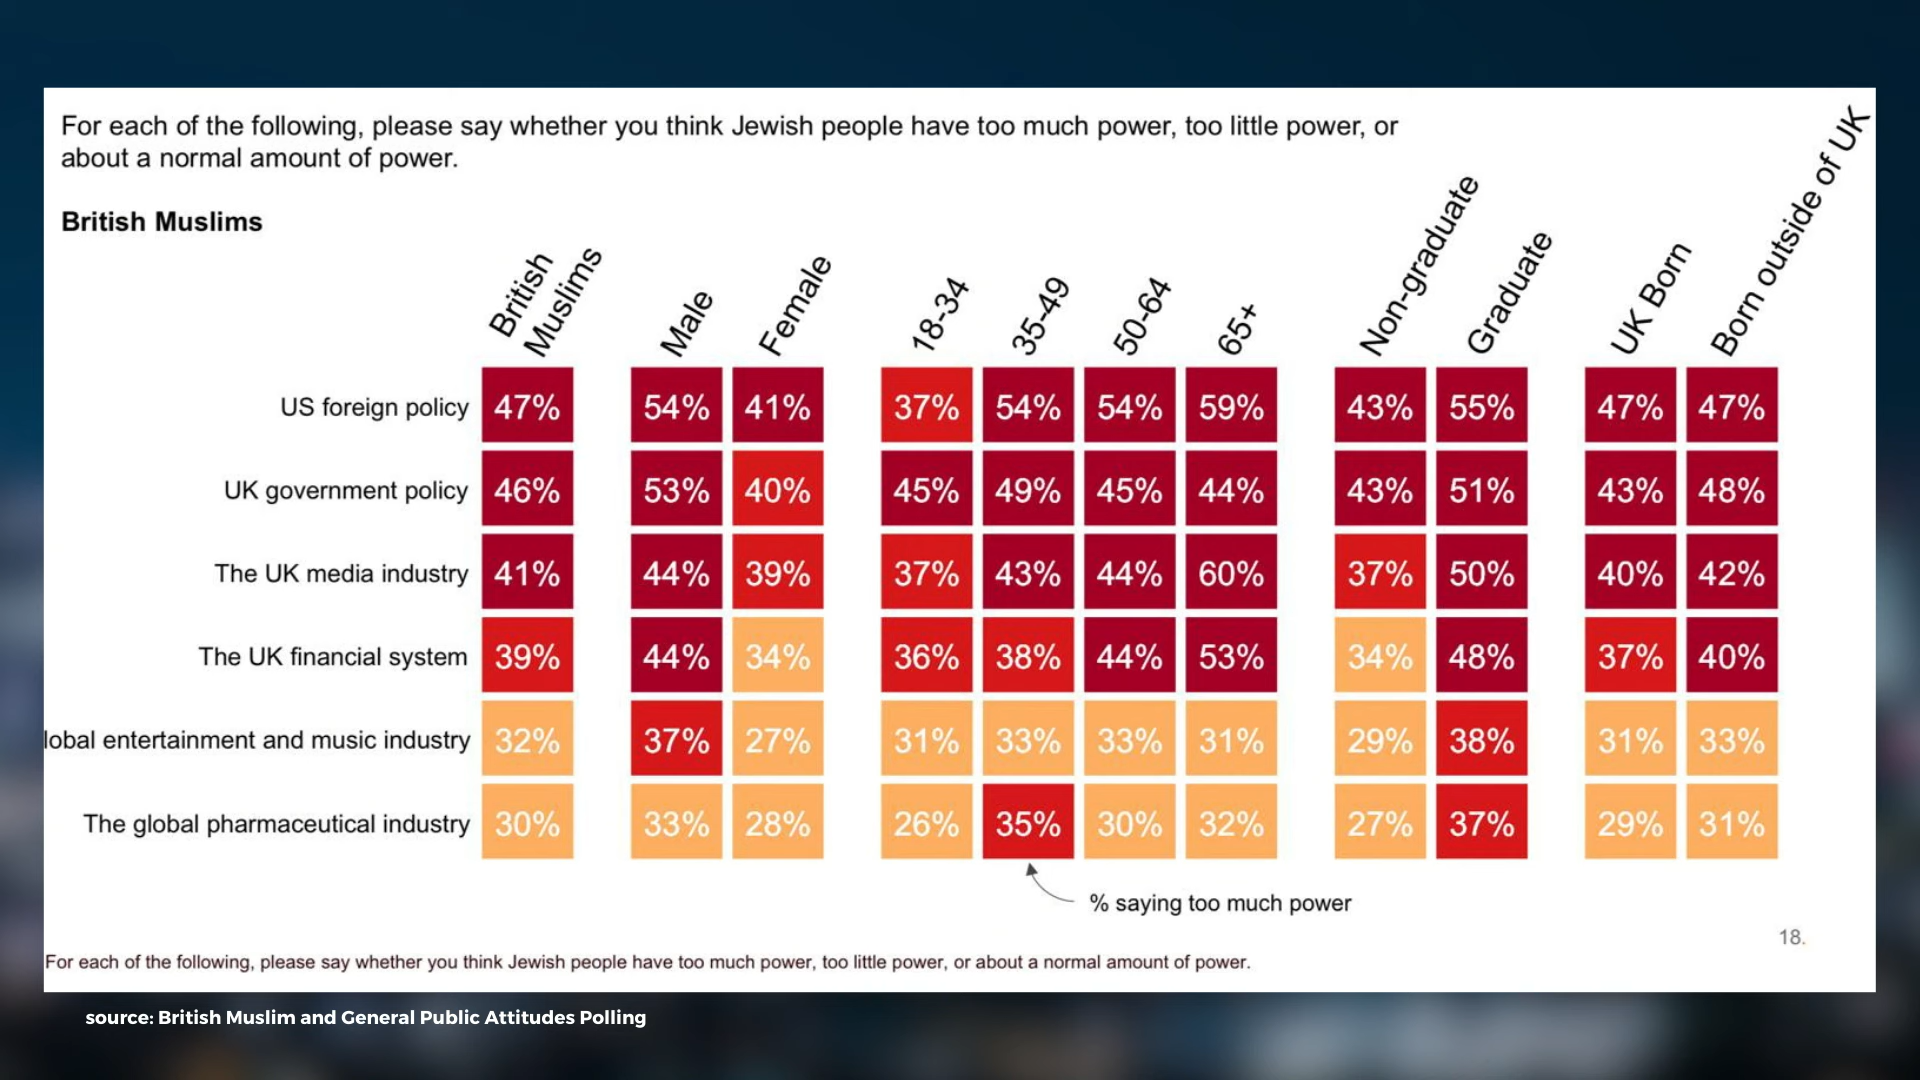 For each of the following, please say whether you think Jewish people have too much power, too little power, or
about a normal amount of power.
British Muslims
British
Muslims
Male
Female
18-34
35-49
50-64
65+
Non-graduate
Graduate
UK Born
Born outside of UK
US foreign policy 47% 54% 41% 37% 54% 54% 59% 43% 55% 47% 47%
UK government policy 46% 53% 40% 45% 49% 45% 44% 43% 51% 43% 48%
The UK media industry 41% 44% 39% 37% 43% 44% 60% 37% 50% 40% 42%
The UK financial system 39% 44% 34% 36% 38% 44% 53% 34% 48% 37% 40%
lobal entertainment and music industry 32% 37% 27% 31% 33% 33% 31% 29% 38% 31% 33%
The global pharmaceutical industry 30% 33% 28% 26% 35% 30% 32% 27% 37% 29% 31%
% saying too much power
18.
For each of the following, please say whether you think Jewish people have too much power, too little power, or about a normal amount of power.
source: British Muslim and General Public Attitudes Polling